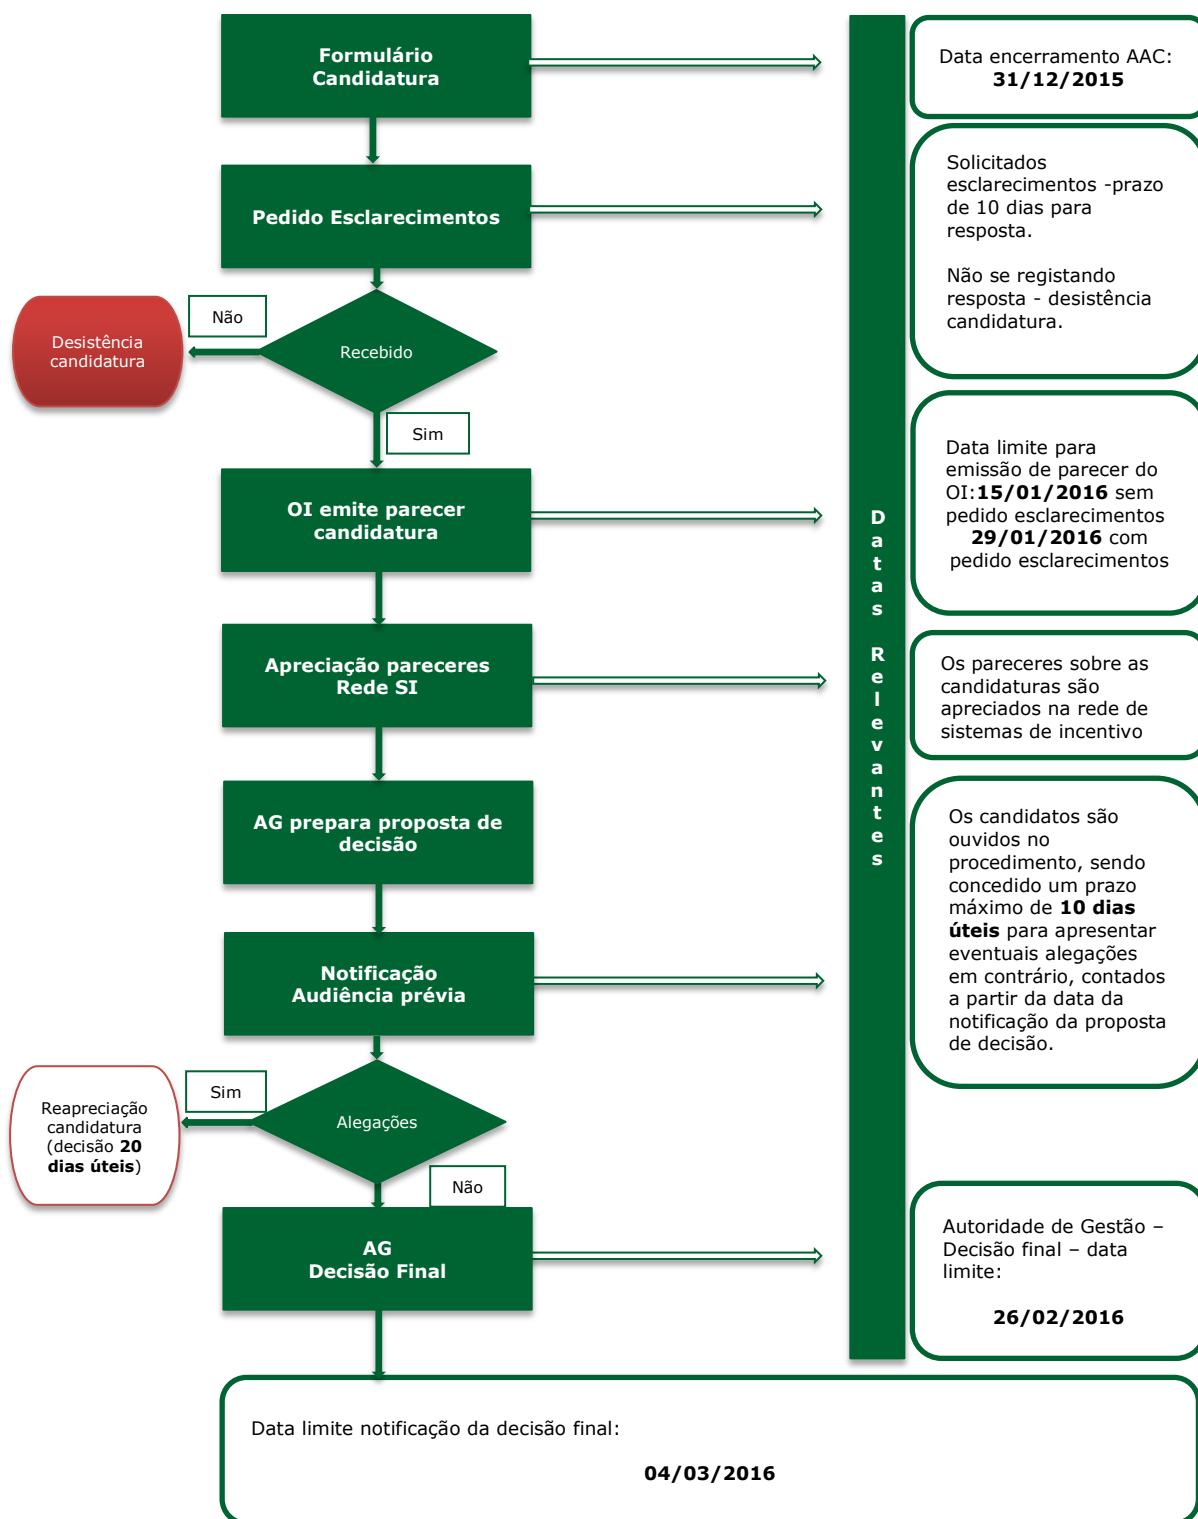 Formulário
Candidatura
Data encerramento AAC:
31/12/2015
Pedido Esclarecimentos
Solicitados
esclarecimentos -prazo
de 10 dias para
resposta.
Não se registando
resposta - desistência
candidatura.
Não
Desistência
candidatura
Recebido
Sim
OI emite parecer
candidatura
Data limite para
emissão de parecer do
OI:15/01/2016 sem
pedido esclarecimentos
29/01/2016 com
pedido esclarecimentos
Datas Relevantes
Apreciação pareceres
Rede SI
Os pareceres sobre as
candidaturas são
apreciados na rede de
sistemas de incentivo
AG prepara proposta de
decisão
Os candidatos são
ouvidos no
procedimento, sendo
concedido um prazo
máximo de 10 dias
úteis para apresentar
eventuais alegações
em contrário, contados
a partir da data da
notificação da proposta
de decisão.
Notificação
Audiência prévia
Sim
Reapreciação
candidatura
(decisão 20
dias úteis)
Alegações
Não
AG
Decisão Final
Autoridade de Gestão –
Decisão final – data
limite:
26/02/2016
Data limite notificação da decisão final:
04/03/2016